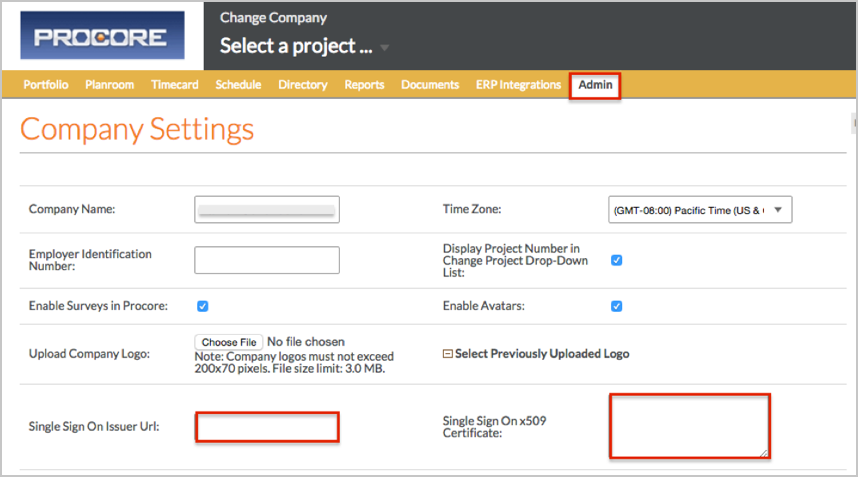 PROCORE
Change Company
Select a project ...
Portfolio Planroom Timecard Schedule Directory Reports Documents ERP Integrations Admin
Company Settings
Company Name:
Time Zone: (GMT-08:00) Pacific Time (US &
Employer Identification
Number:
Display Project Number in
Change Project Drop-Down
List:
Enable Surveys in Procore:
Enable Avatars:
Upload Company Logo:
Choose File No file chosen
Note: Company logos must not exceed
200x70 pixels. File size limit: 3.0 MB.
Select Previously Uploaded Logo
Single Sign On Issuer Url:
Single Sign On x509
Certificate: